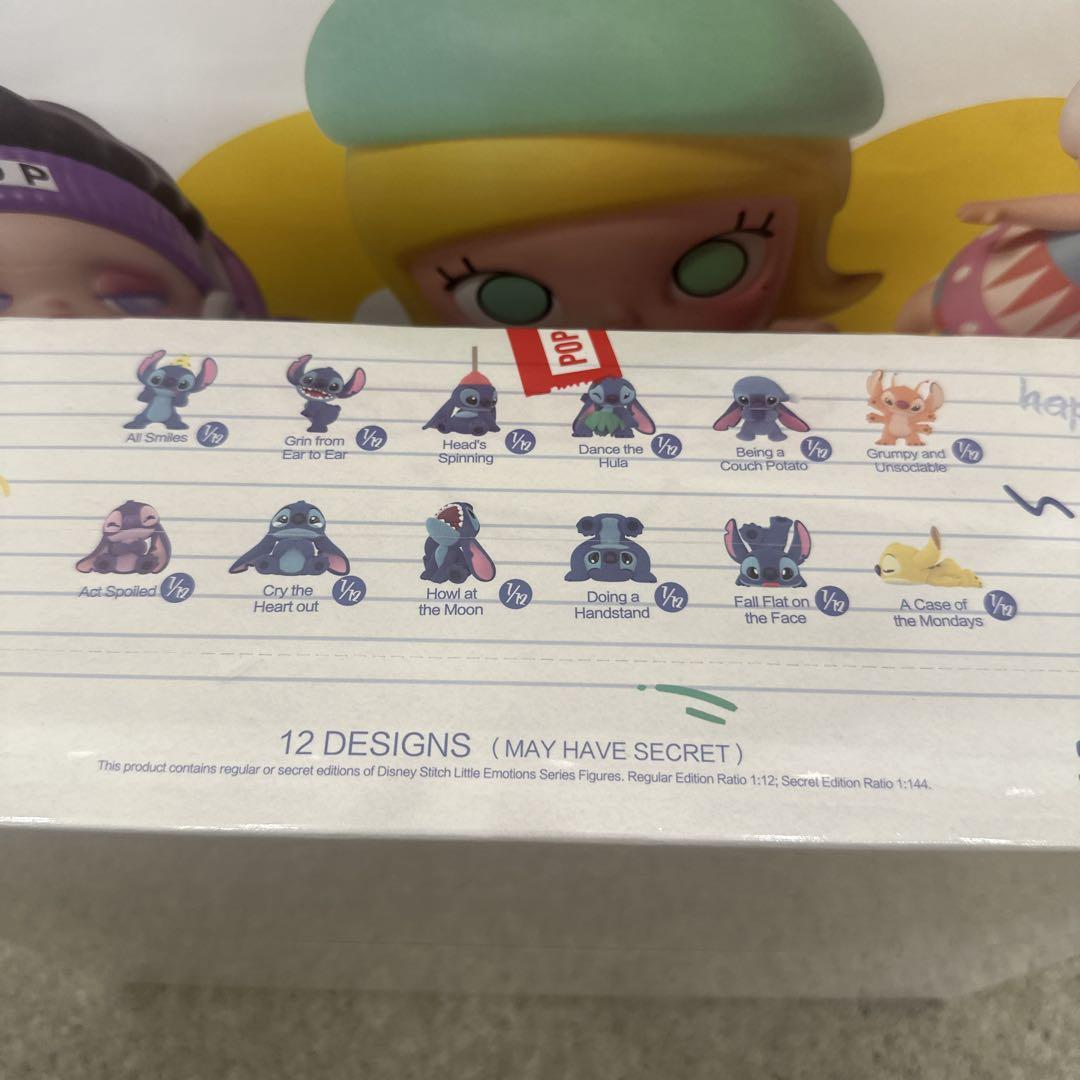 O P
POP
hap
All Smiles 1/12
Grin from
Ear to Ear 1/12
Head's
Spinning 1/12
Dance the
Hula 1/12
Being a
Couch Potato 1/12
Grumpy and
Unsociable 1/12
Act Spoiled 1/12
Cry the
Heart out 1/12
Howl at
the Moon 1/12
Doing a
Handstand 1/12
Fall Flat on
the Face 1/12
A Case of
the Mondays 1/12
12 DESIGNS (MAY HAVE SECRET)
This product contains regular or secret editions of Disney Stitch Little Emotions Series Figures. Regular Edition Ratio 1:12; Secret Edition Ratio 1:144.